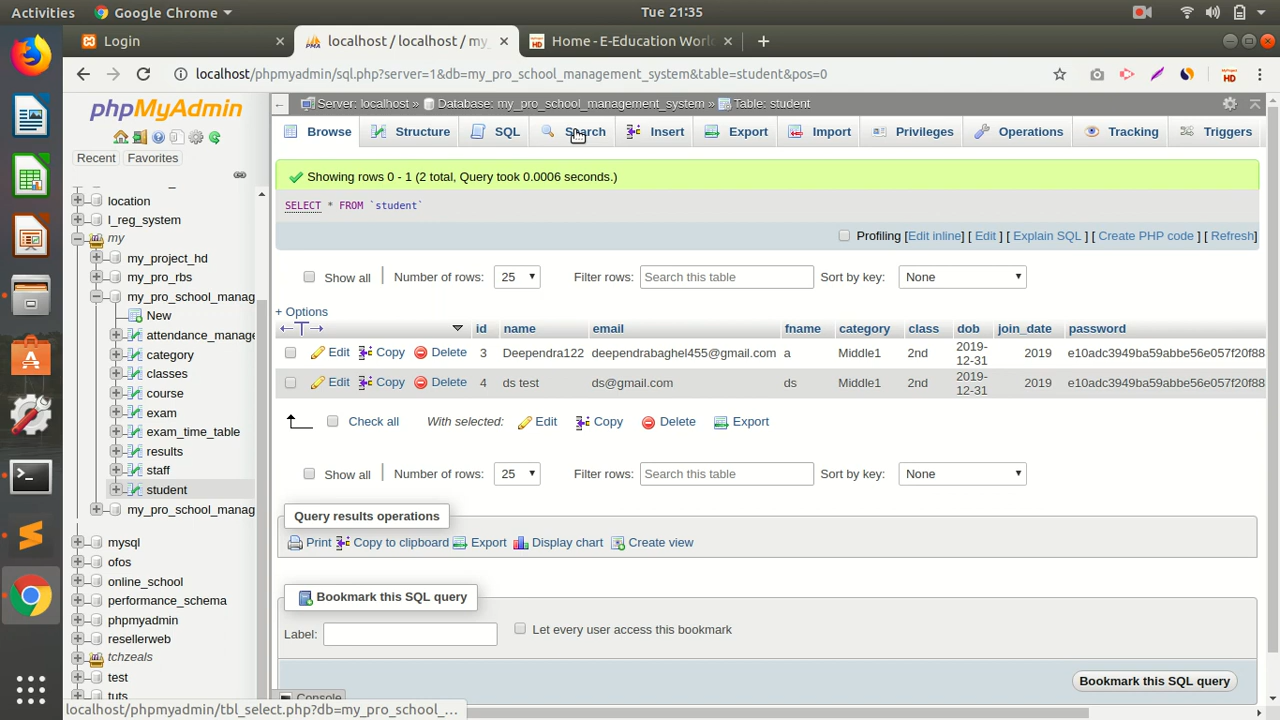 Activities Google Chrome Tue 21:35
Login localhost / localhost / my_ Home - E-Education World
localhost/phpmyadmin/sql.php?server=1&db=my_pro_school_management_system&table=student&pos=0
phpMyAdmin
Recent Favorites
location
l_reg_system
my
my_project_hd
my_pro_rbs
my_pro_school_manag
New
attendance_manage
category
classes
course
exam
exam_time_table
results
staff
student
my_pro_school_manag
mysql
ofos
online_school
performance_schema
phpmyadmin
resellerweb
tchzeals
test
tuts
Server: localhost » Database: my_pro_school_management_system » Table: student
Browse Structure SQL Search Insert Export Import Privileges Operations Tracking Triggers
Showing rows 0 - 1 (2 total, Query took 0.0006 seconds.)
SELECT * FROM `student`
Profiling [Edit inline] [ Edit ] [ Explain SQL ] [ Create PHP code ] [ Refresh]
Show all Number of rows: 25 Filter rows: Search this table Sort by key: None
+ Options
id name email fname category class dob join_date password
Edit Copy Delete 3 Deependra122 deependrabaghel455@gmail.com a Middle1 2nd 2019-12-31 2019 e10adc3949ba59abbe56e057f20f88
Edit Copy Delete 4 ds test ds@gmail.com ds Middle1 2nd 2019-12-31 2019 e10adc3949ba59abbe56e057f20f88
Check all With selected: Edit Copy Delete Export
Show all Number of rows: 25 Filter rows: Search this table Sort by key: None
Query results operations
Print Copy to clipboard Export Display chart Create view
Bookmark this SQL query
Label: Let every user access this bookmark
Bookmark this SQL query
Console
localhost/phpmyadmin/tbl_select.php?db=my_pro_school_…